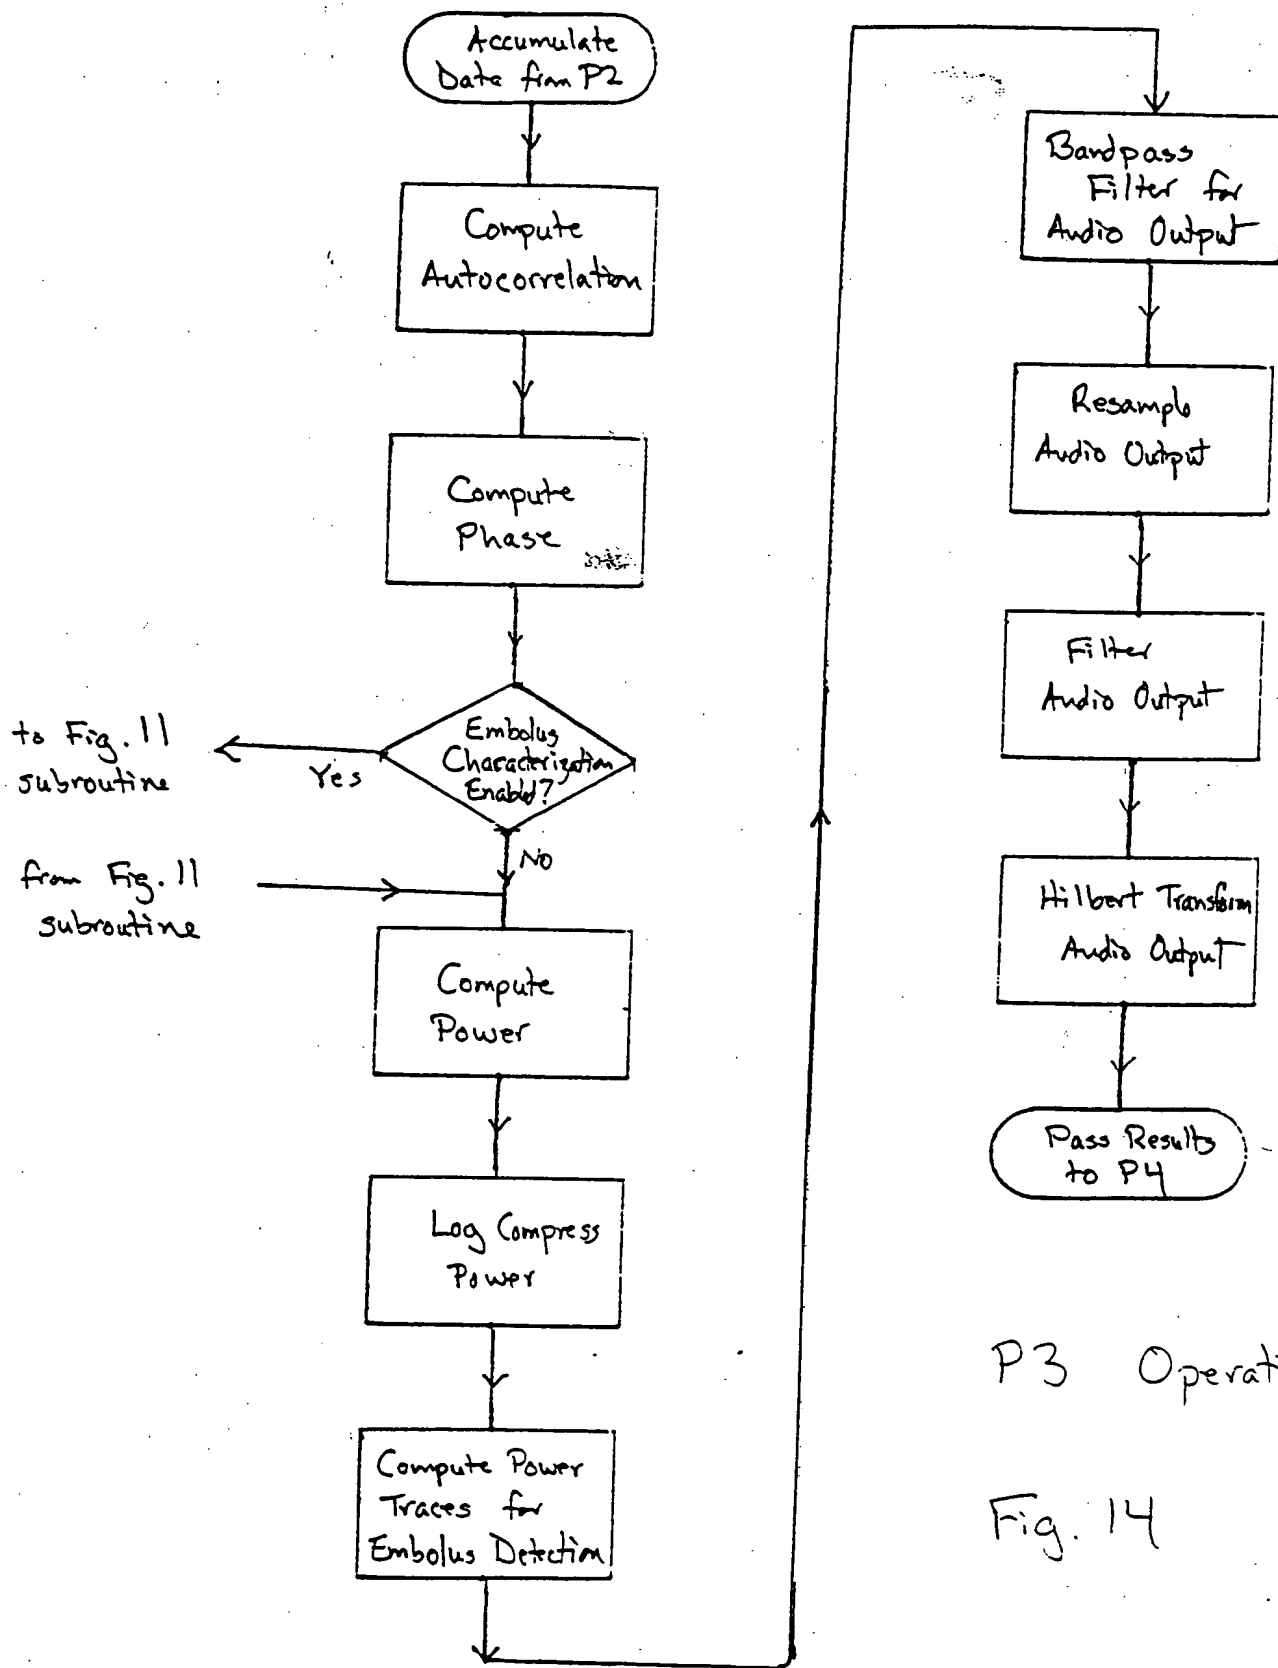 Accumulate
Data from P2
Compute
Autocorrelation
Compute
Phase
Embolus
Characterization
Enabled?
Yes
to Fig. 11
subroutine
No
from Fig. 11
subroutine
Compute
Power
Log Compress
Power
Compute Power
Traces for
Embolus Detection
Bandpass
Filter for
Audio Output
Resample
Audio Output
Filter
Audio Output
Hilbert Transform
Audio Output
Pass Results
to P4
P3 Operati
Fig. 14